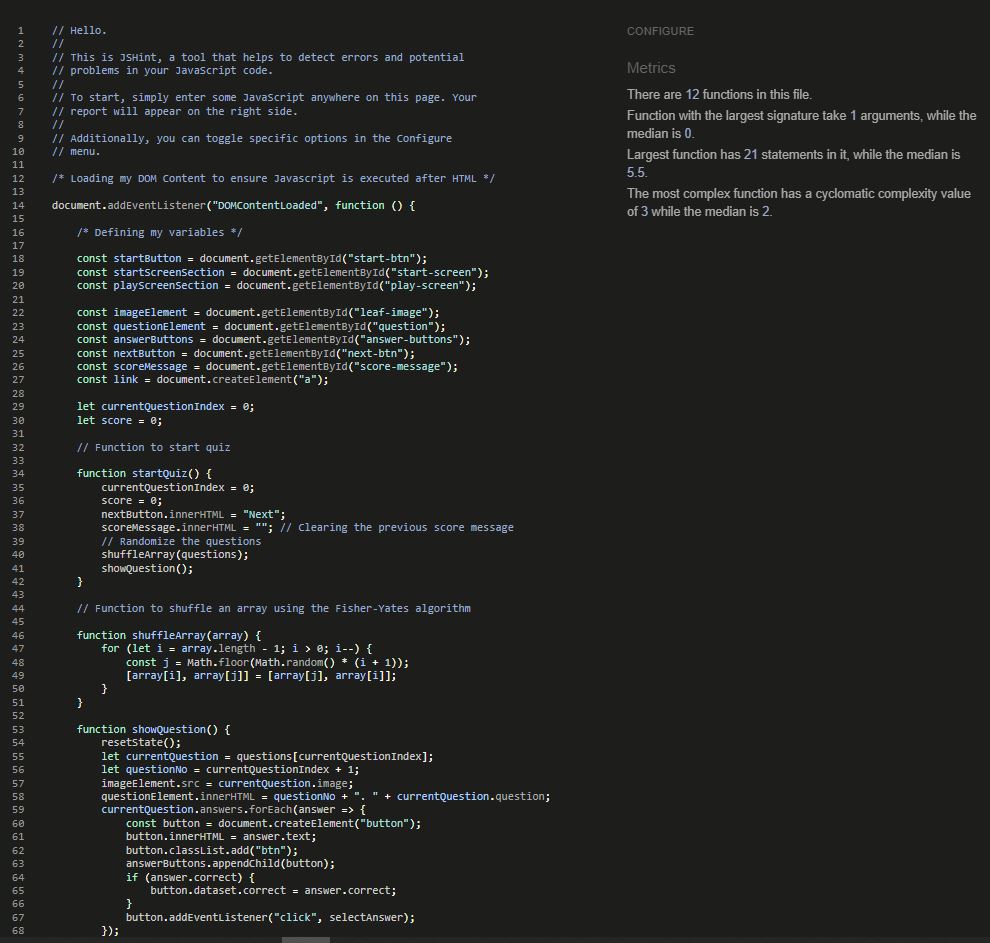 1 // Hello.
2 //
3 // This is JSHint, a tool that helps to detect errors and potential
4 // problems in your JavaScript code.
5 //
6 // To start, simply enter some JavaScript anywhere on this page. Your
7 // report will appear on the right side.
8 //
9 // Additionally, you can toggle specific options in the Configure
10 // menu.
11
12 /* Loading my DOM Content to ensure Javascript is executed after HTML */
13
14 document.addEventListener("DOMContentLoaded", function () {
15
16     /* Defining my variables */
17
18     const startButton = document.getElementById("start-btn");
19     const startScreenSection = document.getElementById("start-screen");
20     const playScreenSection = document.getElementById("play-screen");
21
22     const imageElement = document.getElementById("leaf-image");
23     const questionElement = document.getElementById("question");
24     const answerButtons = document.getElementById("answer-buttons");
25     const nextButton = document.getElementById("next-btn");
26     const scoreMessage = document.getElementById("score-message");
27     const link = document.createElement("a");
28
29     let currentQuestionIndex = 0;
30     let score = 0;
31
32     // Function to start quiz
33
34     function startQuiz() {
35         currentQuestionIndex = 0;
36         score = 0;
37         nextButton.innerHTML = "Next";
38         scoreMessage.innerHTML = ""; // Clearing the previous score message
39         // Randomize the questions
40         shuffleArray(questions);
41         showQuestion();
42     }
43
44     // Function to shuffle an array using the Fisher-Yates algorithm
45
46     function shuffleArray(array) {
47         for (let i = array.length - 1; i > 0; i--) {
48             const j = Math.floor(Math.random() * (i + 1));
49             [array[i], array[j]] = [array[j], array[i]];
50         }
51     }
52
53     function showQuestion() {
54         resetState();
55         let currentQuestion = questions[currentQuestionIndex];
56         let questionNo = currentQuestionIndex + 1;
57         imageElement.src = currentQuestion.image;
58         questionElement.innerHTML = questionNo + ". " + currentQuestion.question;
59         currentQuestion.answers.forEach(answer => {
60             const button = document.createElement("button");
61             button.innerHTML = answer.text;
62             button.classList.add("btn");
63             answerButtons.appendChild(button);
64             if (answer.correct) {
65                 button.dataset.correct = answer.correct;
66             }
67             button.addEventListener("click", selectAnswer);
68         });
CONFIGURE
Metrics
There are 12 functions in this file.
Function with the largest signature take 1 arguments, while the
median is 0.
Largest function has 21 statements in it, while the median is
5.5.
The most complex function has a cyclomatic complexity value
of 3 while the median is 2.